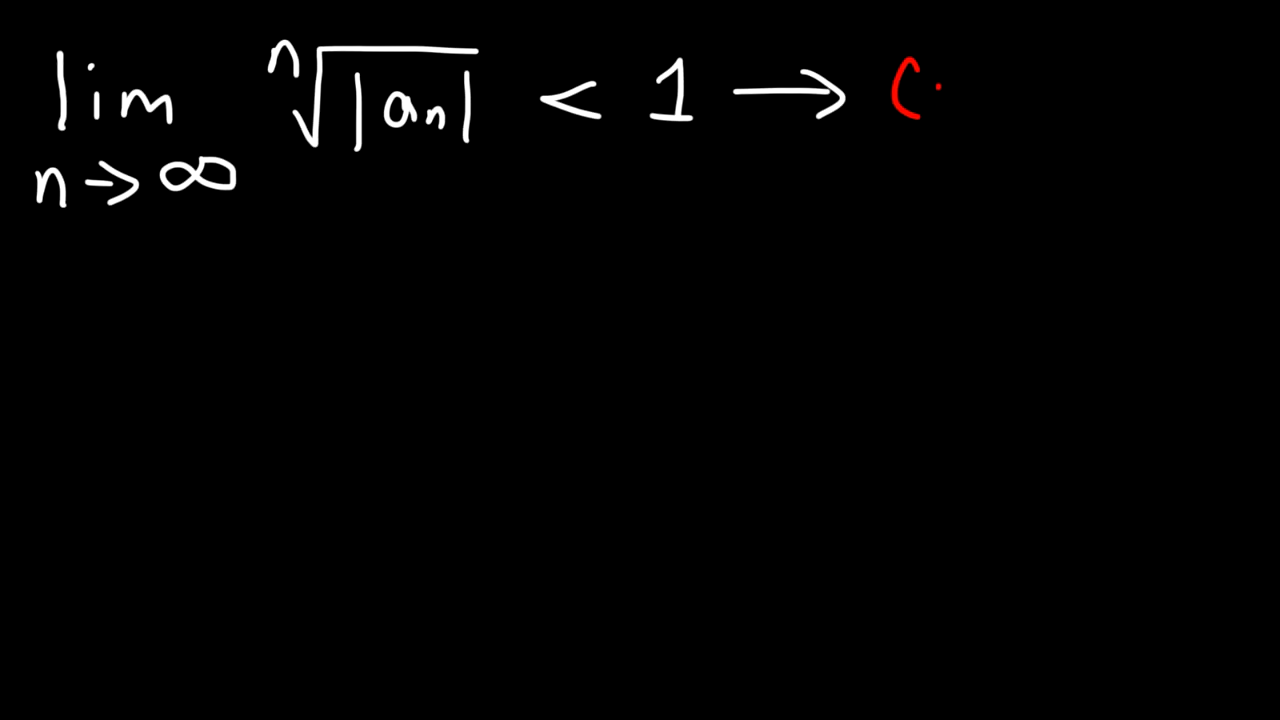 lim n√|an| < 1 → C
n→∞